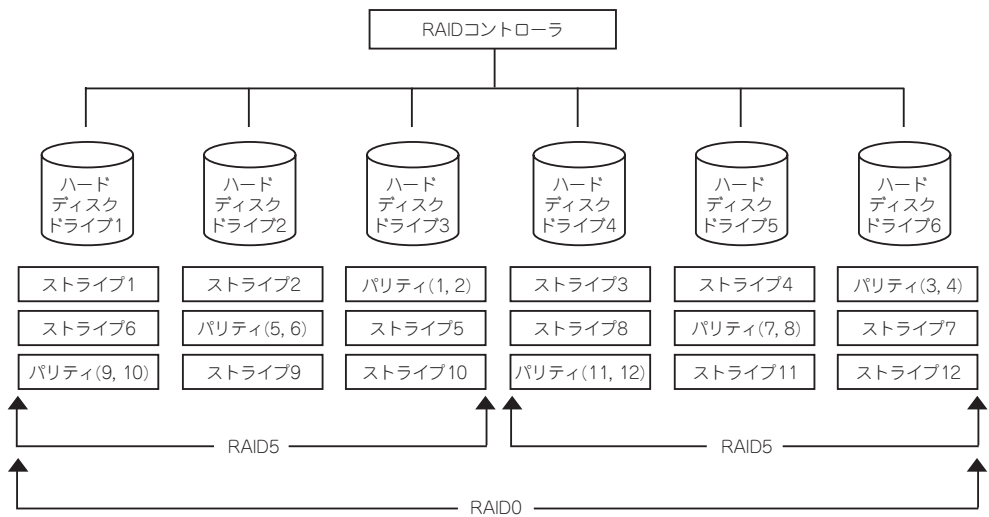 RAIDコントローラ
ハード
ディスク
ドライブ1
ハード
ディスク
ドライブ2
ハード
ディスク
ドライブ3
ハード
ディスク
ドライブ4
ハード
ディスク
ドライブ5
ハード
ディスク
ドライブ6
ストライプ1
ストライプ2
パリティ(1, 2)
ストライプ3
ストライプ4
パリティ(3, 4)
ストライプ6
パリティ(5, 6)
ストライプ5
ストライプ8
パリティ(7, 8)
ストライプ7
パリティ(9, 10)
ストライプ9
ストライプ10
パリティ(11, 12)
ストライプ11
ストライプ12
RAID5
RAID5
RAID0